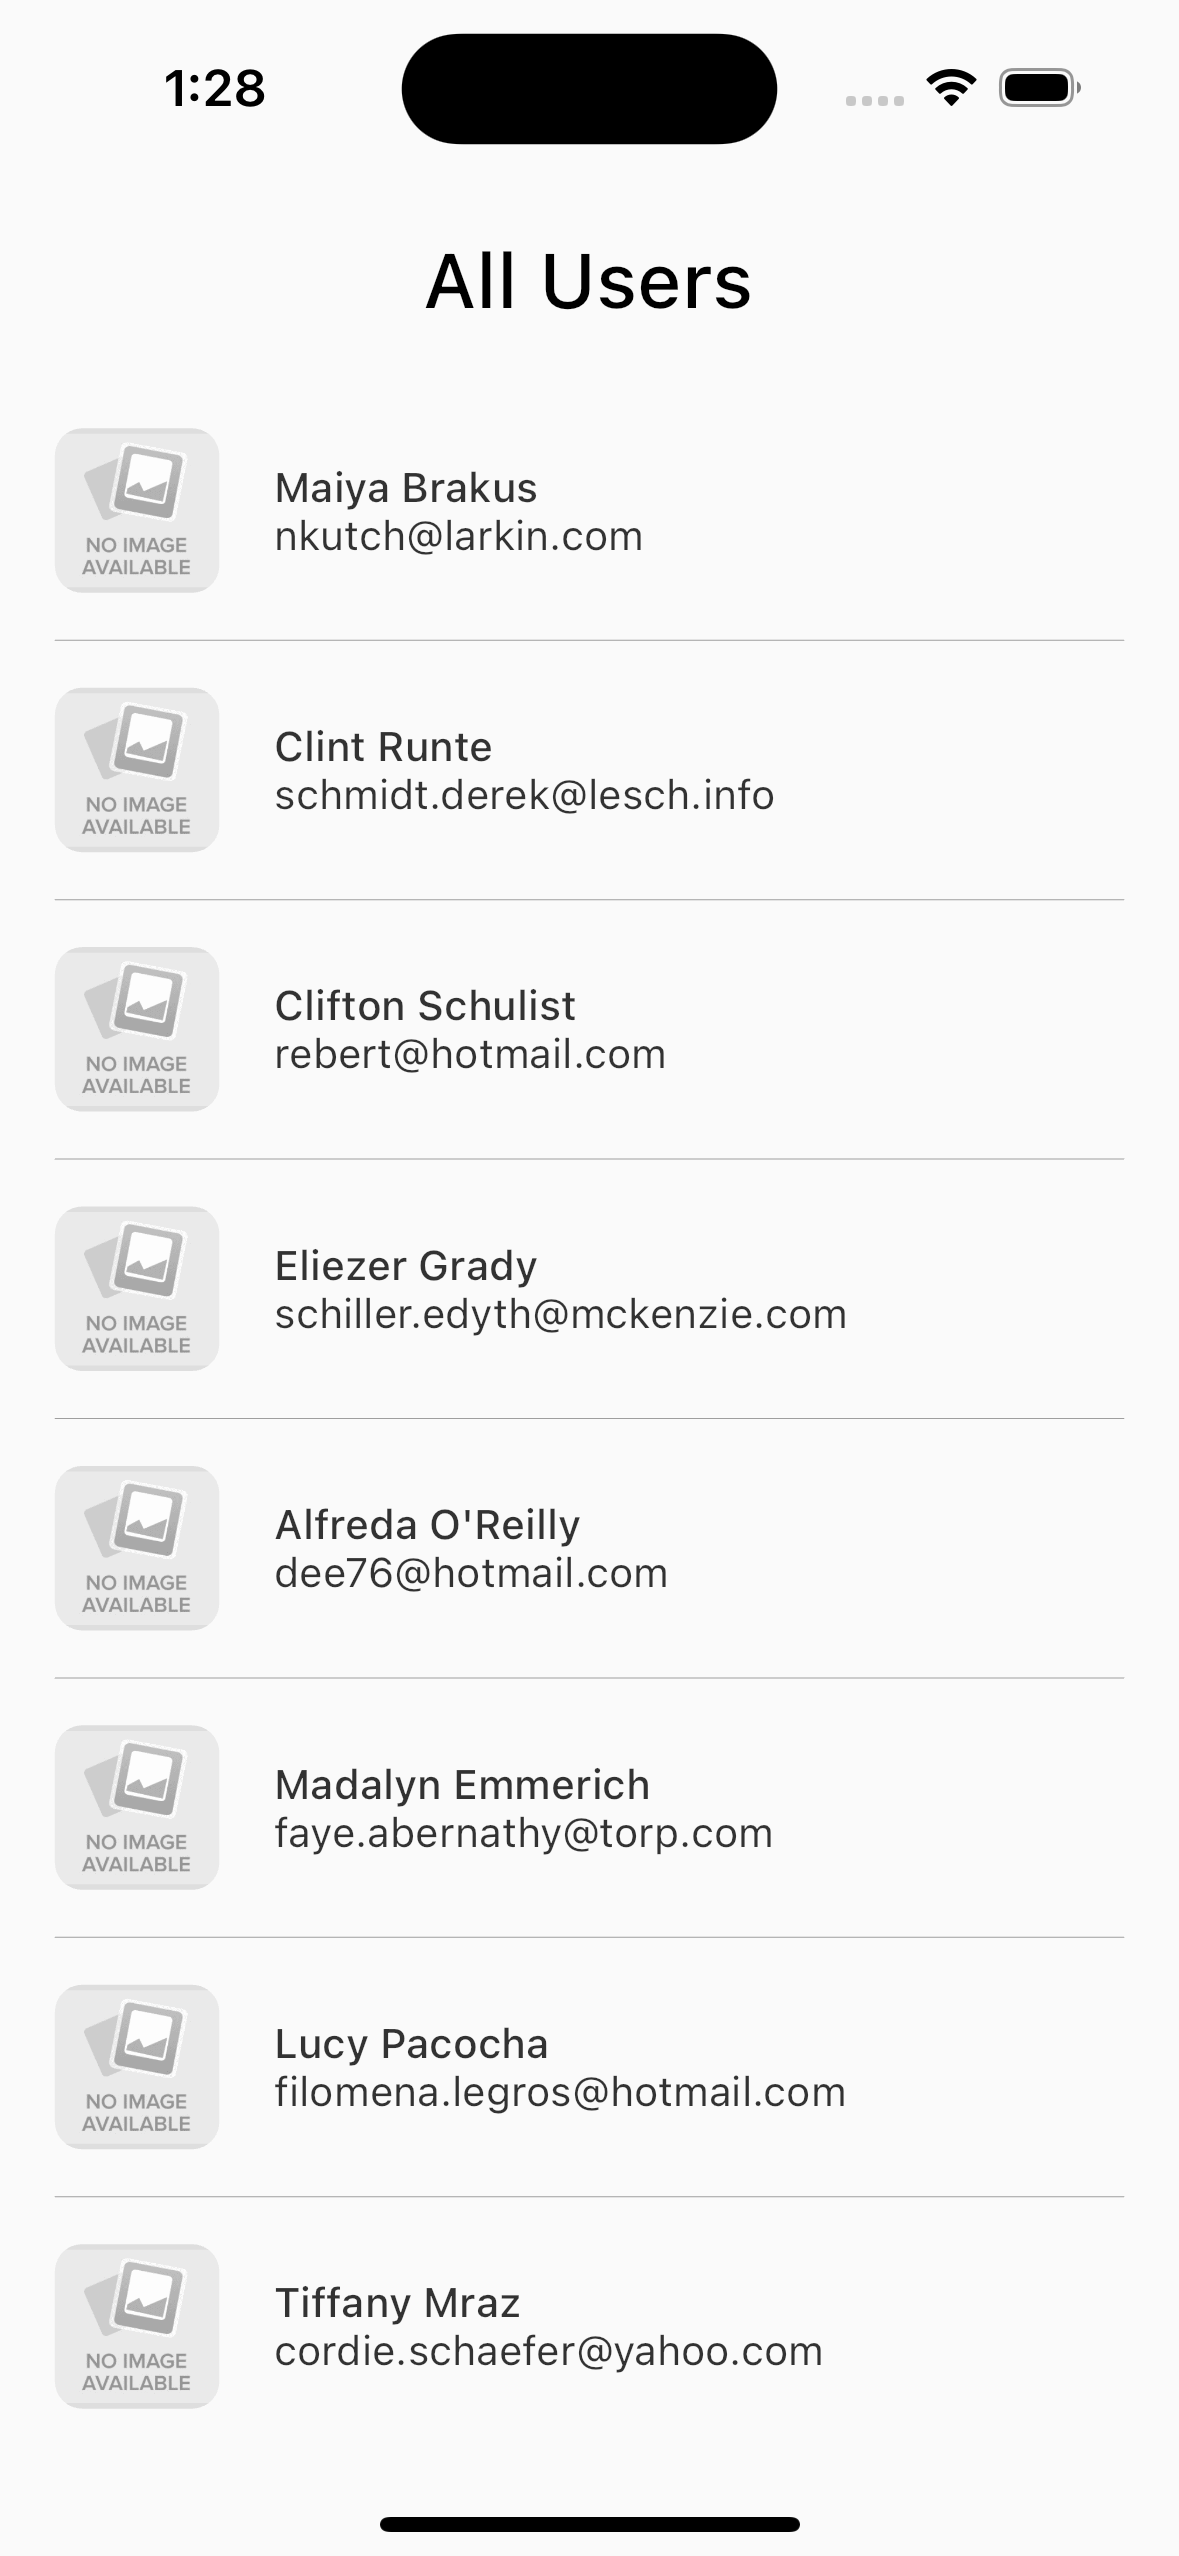 1:28
All Users
NO IMAGE
AVAILABLE
Maiya Brakus
nkutch@larkin.com
NO IMAGE
AVAILABLE
Clint Runte
schmidt.derek@lesch.info
NO IMAGE
AVAILABLE
Clifton Schulist
rebert@hotmail.com
NO IMAGE
AVAILABLE
Eliezer Grady
schiller.edyth@mckenzie.com
NO IMAGE
AVAILABLE
Alfreda O'Reilly
dee76@hotmail.com
NO IMAGE
AVAILABLE
Madalyn Emmerich
faye.abernathy@torp.com
NO IMAGE
AVAILABLE
Lucy Pacocha
filomena.legros@hotmail.com
NO IMAGE
AVAILABLE
Tiffany Mraz
cordie.schaefer@yahoo.com